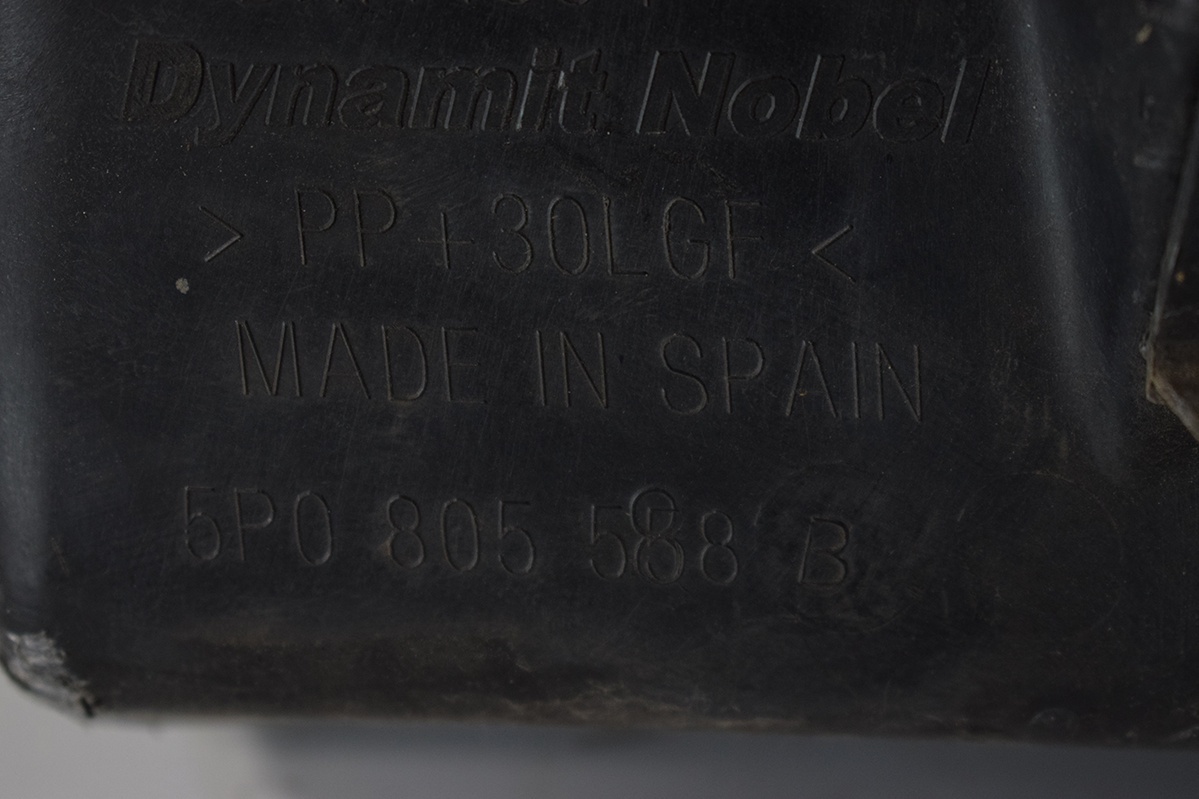 Dynamit Nobel
> PP+30LGF <
MADE IN SPAIN
5P0 805 588 B